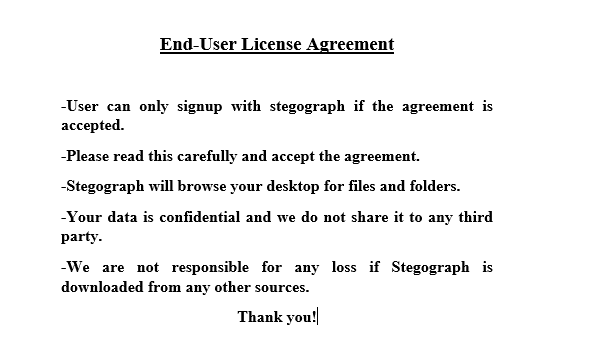 End-User License Agreement
-User can only signup with stegograph if the agreement is
accepted.
-Please read this carefully and accept the agreement.
-Stegograph will browse your desktop for files and folders.
-Your data is confidential and we do not share it to any third
party.
-We are not responsible for any loss if Stegograph is
downloaded from any other sources.
Thank you!